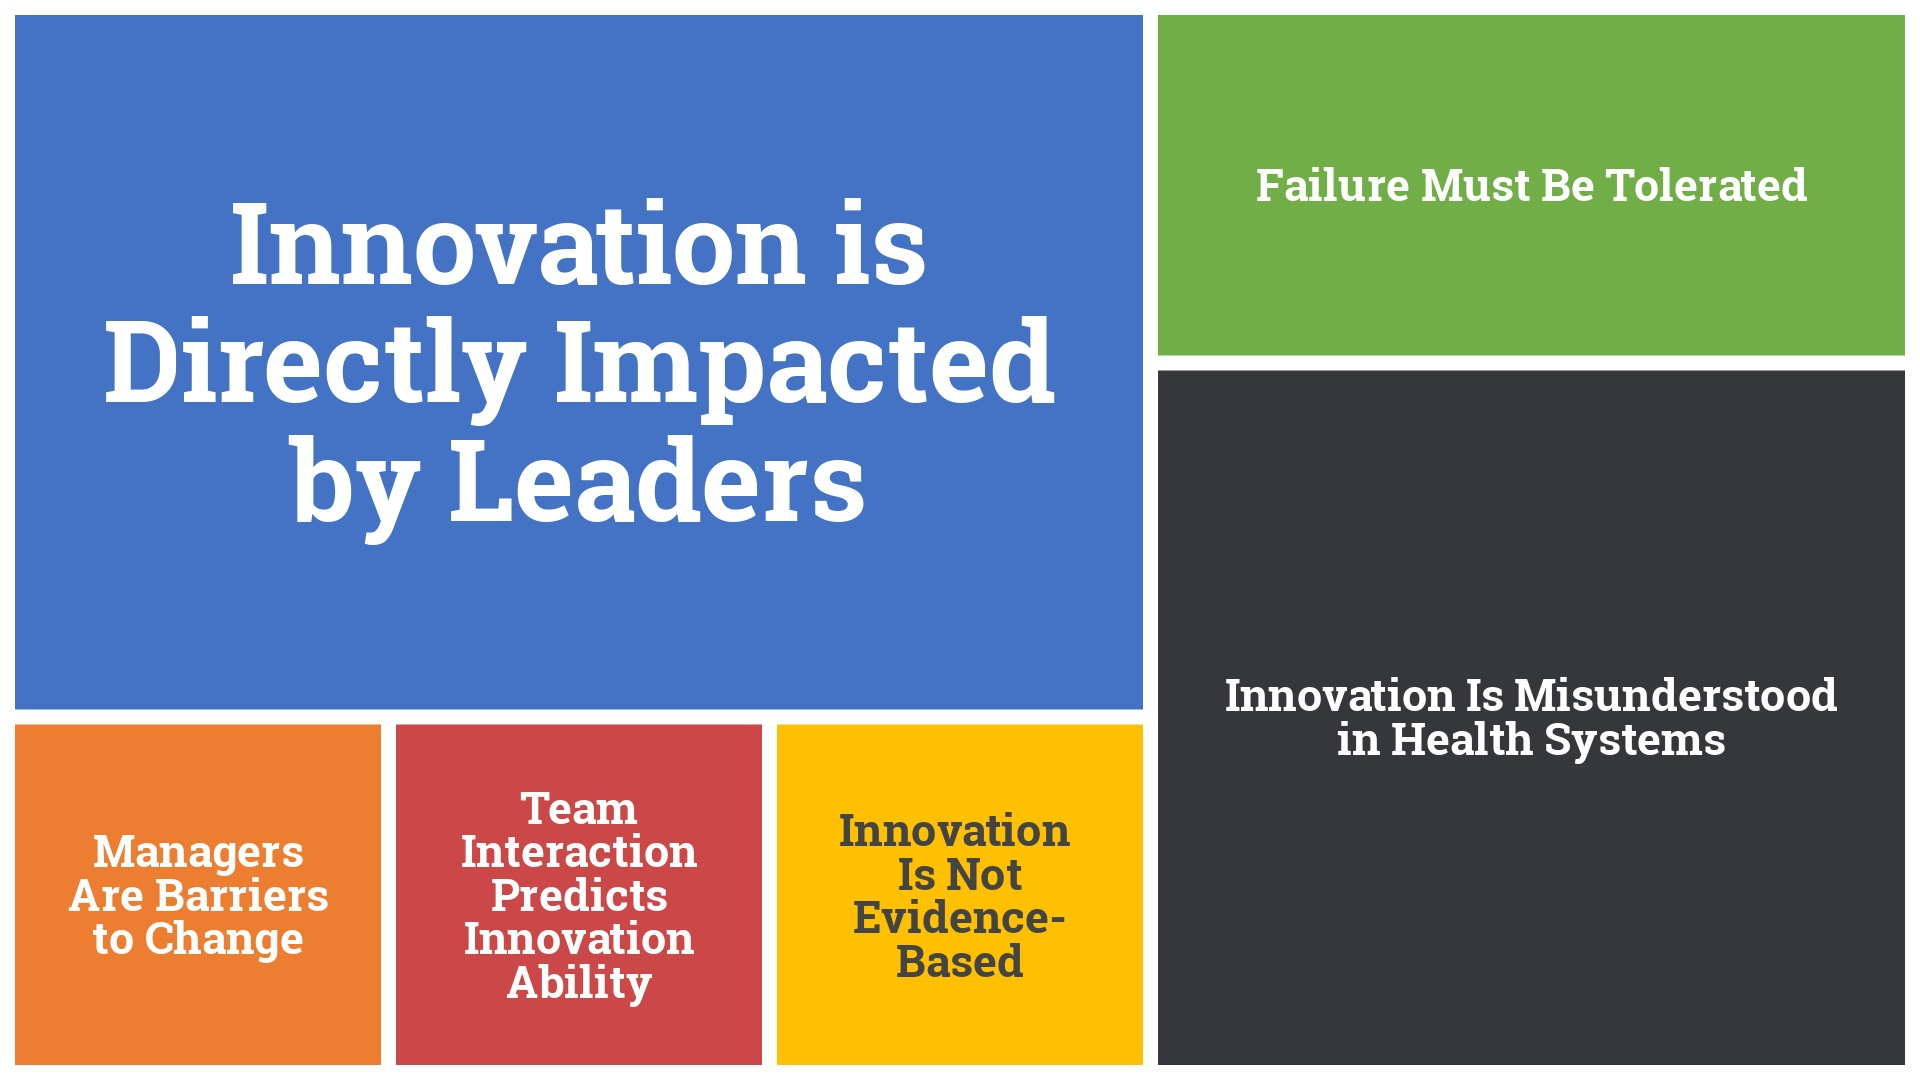 Innovation is
Directly Impacted
by Leaders
Failure Must Be Tolerated
Innovation Is Misunderstood
in Health Systems
Managers
Are Barriers
to Change
Team
Interaction
Predicts
Innovation
Ability
Innovation
Is Not
Evidence-
Based